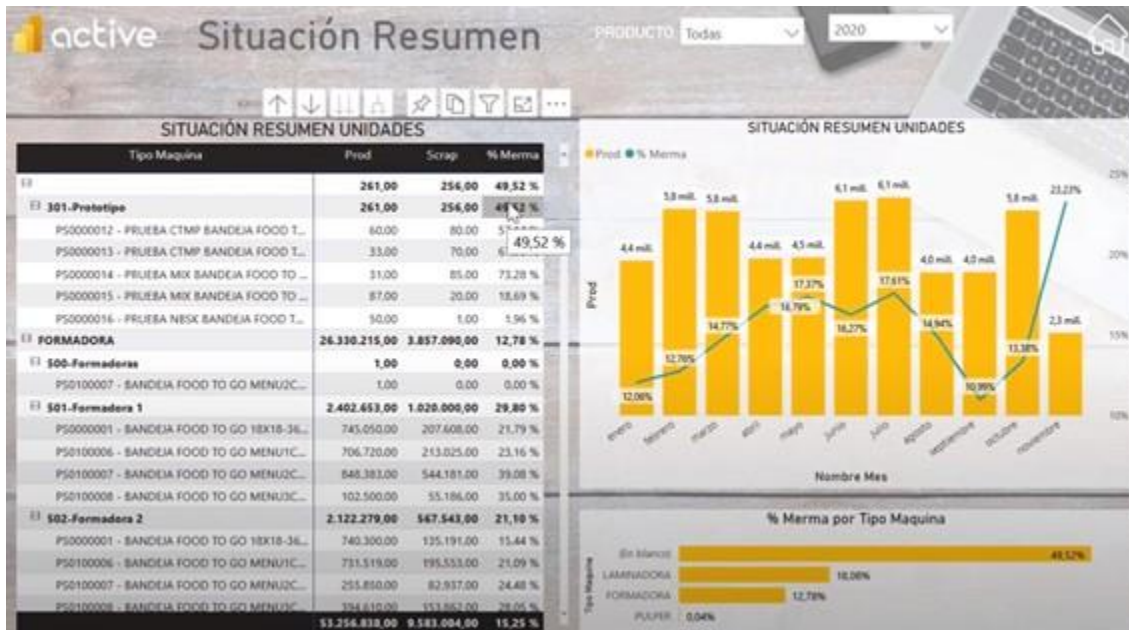 active Situación Resumen
PRODUCTO Todas
2020
SITUACIÓN RESUMEN UNIDADES
Tipo Maquina Prod Scrap % Merma
261,00 256,00 49,52 %
301-Prototipo 261,00 256,00 49,52 %
PS0000012 - PRUEBA CTMP BANDEJA FOOD T... 60,00 80,00
PS0000013 - PRUEBA CTMP BANDEJA FOOD T... 33,00 70,00
49,52 %
PS0000014 - PRUEBA MIX BANDEJA FOOD TO ... 31,00 85,00 73,28 %
PS0000015 - PRUEBA MIX BANDEJA FOOD TO ... 87,00 20,00 18,69 %
PS0000016 - PRUEBA NBSK BANDEJA FOOD T... 50,00 1,00 1,96 %
FORMADORA 26.330.215,00 3.857.090,00 12,78 %
500-Formadoras 1,00 0,00 0,00 %
PS0100007 - BANDEJA FOOD TO GO MENU2C... 1,00 0,00 0,00 %
501-Formadora 1 2.402.653,00 1.020.000,00 29,80 %
PS0000001 - BANDEJA FOOD TO GO 18X18-36... 745.050,00 207.608,00 21,79 %
PS0100006 - BANDEJA FOOD TO GO MENU1C... 706.720,00 213.025,00 23,16 %
PS0100007 - BANDEJA FOOD TO GO MENU2C... 848.383,00 544.181,00 39,08 %
PS0100008 - BANDEJA FOOD TO GO MENU3C... 102.500,00 55.186,00 35,00 %
502-Formadora 2 2.122.279,00 567.543,00 21,10 %
PS0000001 - BANDEJA FOOD TO GO 18X18-36... 740.300,00 135.191,00 15,44 %
PS0100006 - BANDEJA FOOD TO GO MENU1C... 731.519,00 195.553,00 21,09 %
PS0100007 - BANDEJA FOOD TO GO MENU2C... 255.850,00 82.937,00 24,48 %
PS0100008 - BANDEJA FOOD TO GO MENU3C... 394.610,00 153.862,00 28,05 %
53.256.838,00 9.583.004,00 15,25 %
SITUACIÓN RESUMEN UNIDADES
Prod % Merma
25%
20%
15%
10%
Prod
4,4 mill. 5,8 mill. 5,8 mill. 4,4 mill. 4,5 mill. 6,1 mill. 6,1 mill. 4,0 mill. 4,0 mill. 5,8 mill. 2,3 mill.
12,06% 12,76% 14,77% 16,79% 17,37% 16,27% 17,61% 14,94% 10,99% 13,38% 23,23%
enero febrero marzo abril mayo junio julio agosto septiembre octubre noviembre
Nombre Mes
% Merma por Tipo Maquina
Tipo Maquina
(En blanco) 49,52%
LAMINADORA 18,08%
FORMADORA 12,78%
PULPER 0,04%